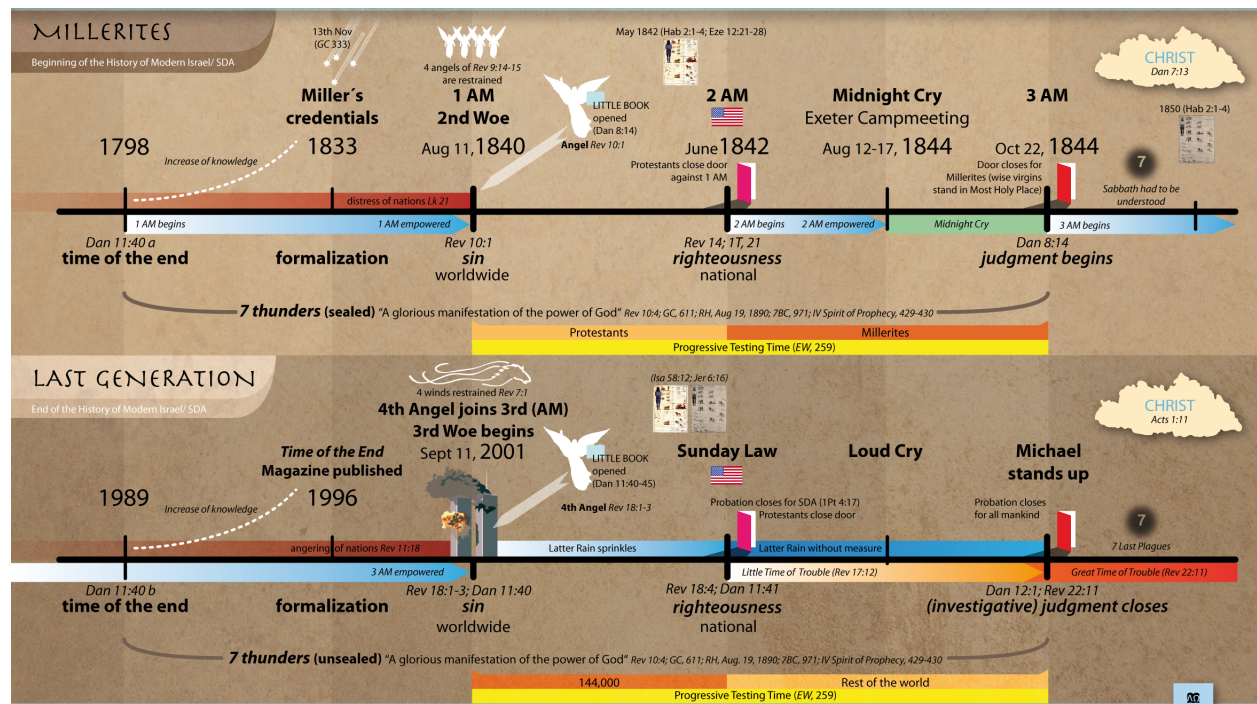 MILLERITES
Beginning of the History of Modern Israel/ SDA
13th Nov
(GC 333)
Miller´s
credentials
4 angels of Rev 9:14-15
are restrained
1 AM
2nd Woe
LITTLE BOOK
opened
(Dan 8:14)
Angel Rev 10:1
May 1842 (Hab 2:1-4; Eze 12:21-28)
2 AM
Midnight Cry
Exeter Campmeeting
3 AM
CHRIST
Dan 7:13
1850 (Hab 2:1-4)
1798
Increase of knowledge
1833
Aug 11, 1840
June 1842
Aug 12-17, 1844
Oct 22, 1844
Protestants close door
against 1 AM
Door closes for
Millerites (wise virgins
stand in Most Holy Place)
7
Sabbath had to be
understood
distress of nations Lk 21
1 AM begins
1 AM empowered
2 AM begins
2 AM empowered
Midnight Cry
3 AM begins
Dan 11:40 a
time of the end
formalization
Rev 10:1
sin
worldwide
Rev 14; 1T, 21
righteousness
national
Dan 8:14
judgment begins
7 thunders (sealed) “A glorious manifestation of the power of God” Rev 10:4; GC, 611; RH, Aug 19, 1890; 7BC, 971; IV Spirit of Prophecy, 429-430
Protestants
Millerites
Progressive Testing Time (EW, 259)
LAST GENERATION
End of the History of Modern Israel/ SDA
4 winds restrained Rev 7:1
4th Angel joins 3rd (AM)
3rd Woe begins
Sept 11, 2001
Time of the End
Magazine published
LITTLE BOOK
opened
(Dan 11:40-45)
4th Angel Rev 18:1-3
(Isa 58:12; Jer 6:16)
Sunday Law
Loud Cry
Michael
stands up
CHRIST
Acts 1:11
1989
Increase of knowledge
1996
Probation closes for SDA (1Pt 4:17)
Protestants close door
Probation closes
for all mankind
7
7 Last Plagues
angering of nations Rev 11:18
Latter Rain sprinkles
Latter Rain without measure
3 AM empowered
Little Time of Trouble (Rev 17:12)
Great Time of Trouble (Rev 22:11)
Dan 11:40 b
time of the end
formalization
Rev 18:1-3; Dan 11:40
sin
worldwide
Rev 18:4; Dan 11:41
righteousness
national
Dan 12:1; Rev 22:11
(investigative) judgment closes
7 thunders (unsealed) “A glorious manifestation of the power of God” Rev 10:4; GC, 611; RH, Aug. 19, 1890; 7BC, 971; IV Spirit of Prophecy, 429-430
144,000
Rest of the world
Progressive Testing Time (EW, 259)